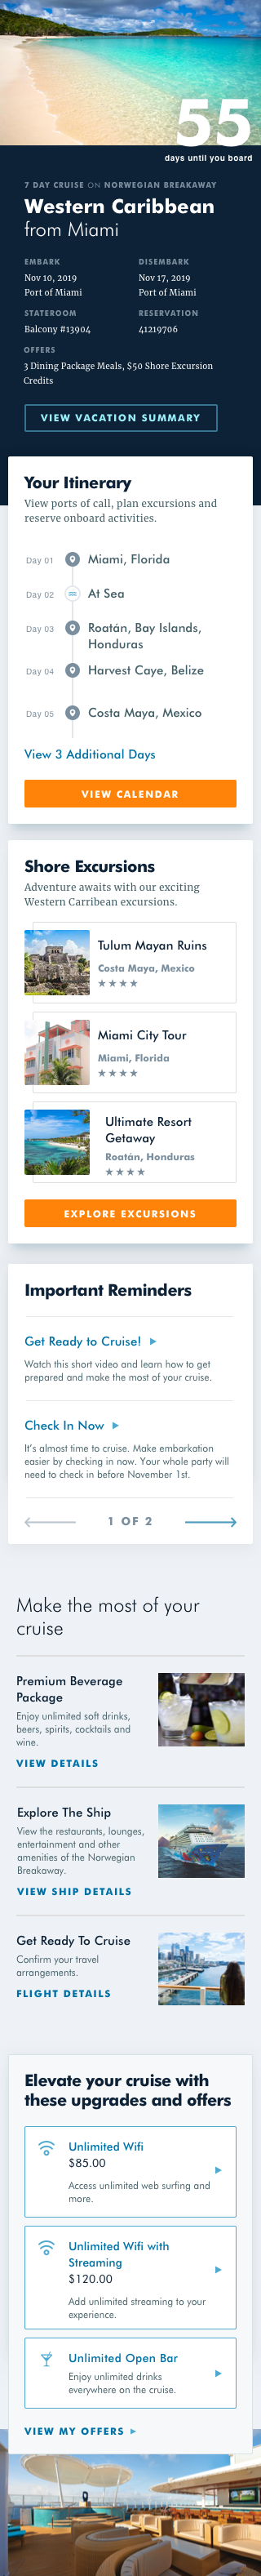 55
days until you board
7 DAY CRUISE ON NORWEGIAN BREAKAWAY
Western Caribbean
from Miami
EMBARK
Nov 10, 2019
Port of Miami
DISEMBARK
Nov 17, 2019
Port of Miami
STATEROOM
Balcony #13904
RESERVATION
41219706
OFFERS
3 Dining Package Meals, $50 Shore Excursion
Credits
VIEW VACATION SUMMARY
Your Itinerary
View ports of call, plan excursions and
reserve onboard activities.
Day 01 Miami, Florida
Day 02 At Sea
Day 03 Roatán, Bay Islands,
Honduras
Day 04 Harvest Caye, Belize
Day 05 Costa Maya, Mexico
View 3 Additional Days
VIEW CALENDAR
Shore Excursions
Adventure awaits with our exciting
Western Carribean excursions.
Tulum Mayan Ruins
Costa Maya, Mexico
★★★★
Miami City Tour
Miami, Florida
★★★★
Ultimate Resort
Getaway
Roatán, Honduras
★★★★
EXPLORE EXCURSIONS
Important Reminders
Get Ready to Cruise!
Watch this short video and learn how to get
prepared and make the most of your cruise.
Check In Now
It's almost time to cruise. Make embarkation
easier by checking in now. Your whole party will
need to check in before November 1st.
1 OF 2
Make the most of your
cruise
Premium Beverage
Package
Enjoy unlimited soft drinks,
beers, spirits, cocktails and
wine.
VIEW DETAILS
Explore The Ship
View the restaurants, lounges,
entertainment and other
amenities of the Norwegian
Breakaway.
VIEW SHIP DETAILS
Get Ready To Cruise
Confirm your travel
arrangements.
FLIGHT DETAILS
Elevate your cruise with
these upgrades and offers
Unlimited Wifi
$85.00
Access unlimited web surfing and
more.
Unlimited Wifi with
Streaming
$120.00
Add unlimited streaming to your
experience.
Unlimited Open Bar
Enjoy unlimited drinks
everywhere on the cruise.
VIEW MY OFFERS